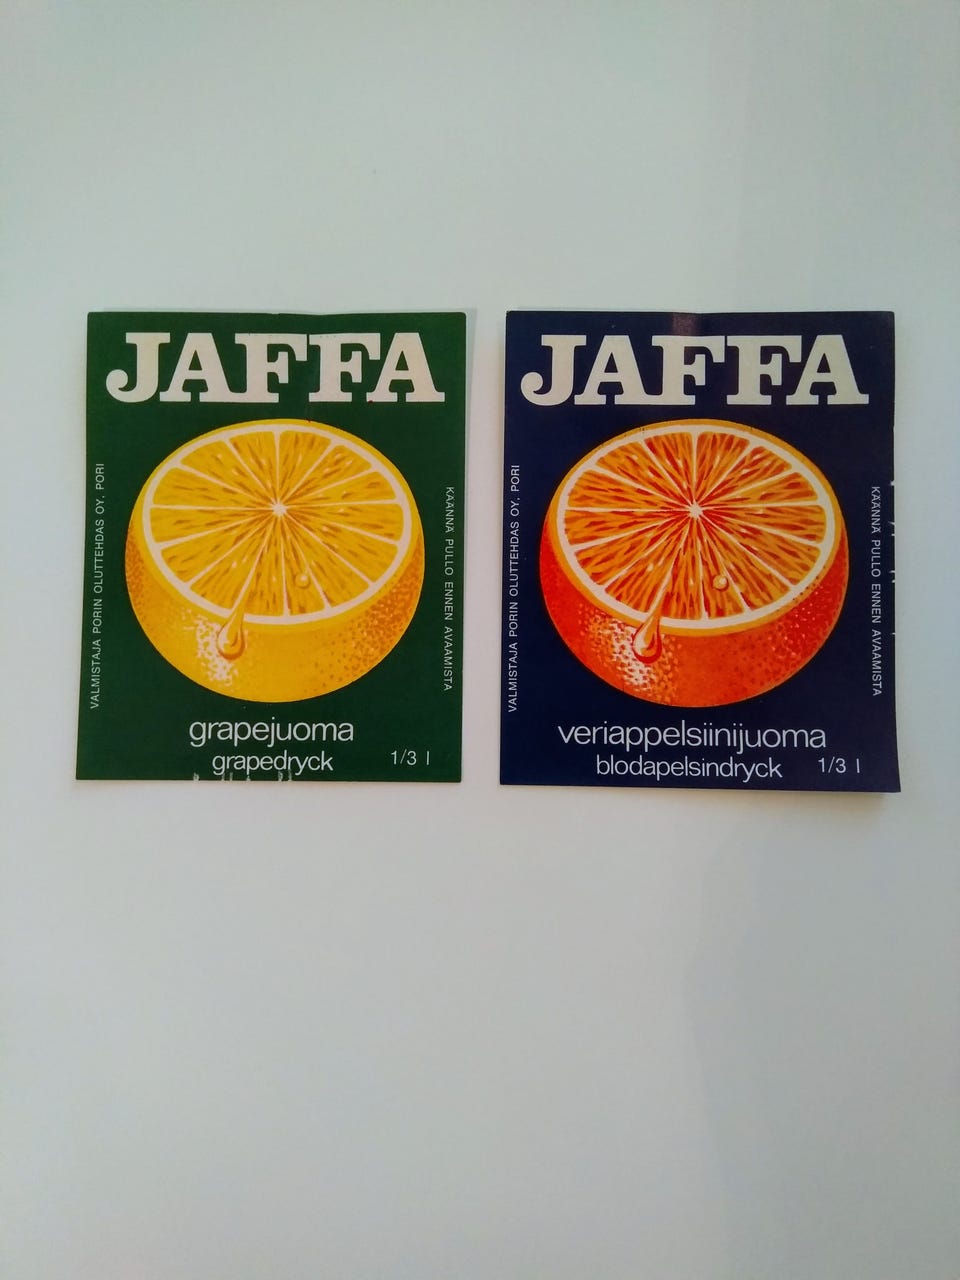 JAFFA
VALMISTAJA PORIN OLUTTEHDAS OY, PORI
KÄÄNNÄ PULLO ENNEN AVAAMISTA
grapejuoma
grapedryck
1/3 l
JAFFA
VALMISTAJA PORIN OLUTTEHDAS OY, PORI
KÄÄNNÄ PULLO ENNEN AVAAMISTA
veriappelsiinijuoma
blodapelsindryck
1/3 l